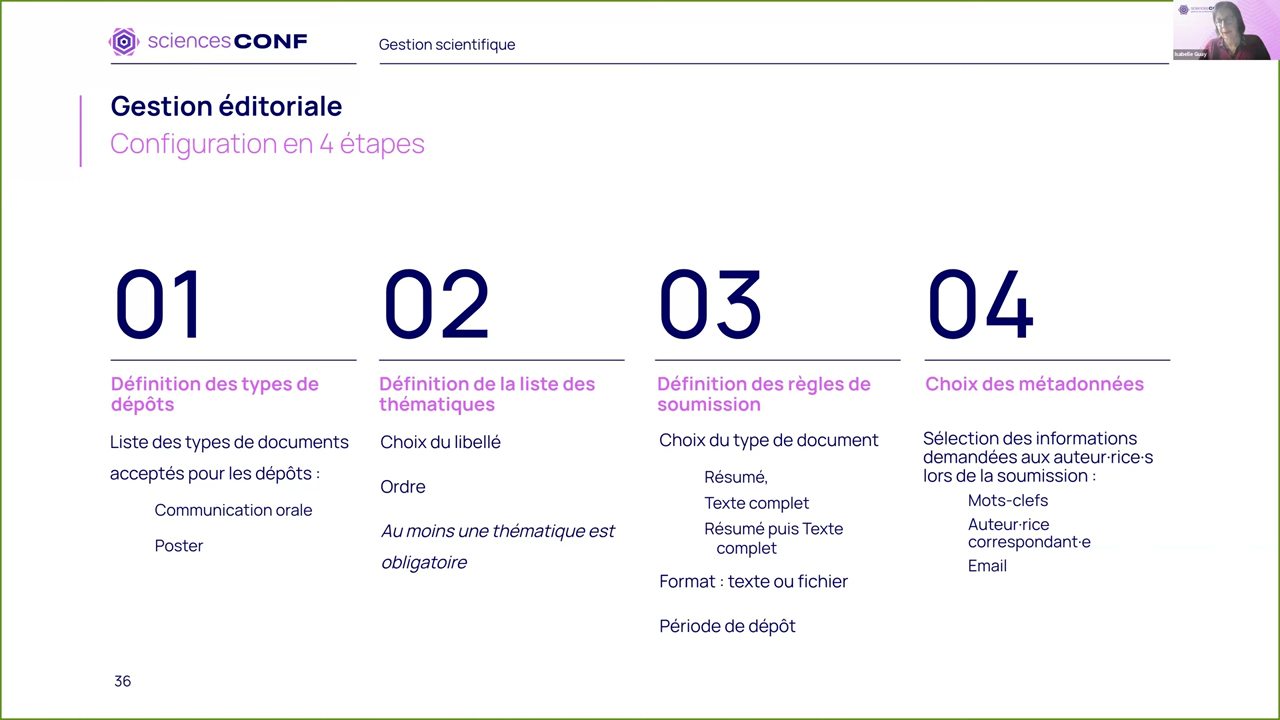 sciencesCONF
Gestion scientifique
Isabelle Guay
Gestion éditoriale
Configuration en 4 étapes
01
02
03
04
Définition des types de
dépôts
Liste des types de documents
acceptés pour les dépôts :
Communication orale
Poster
Définition de la liste des
thématiques
Choix du libellé
Ordre
Au moins une thématique est
obligatoire
Définition des règles de
soumission
Choix du type de document
Résumé,
Texte complet
Résumé puis Texte
complet
Format : texte ou fichier
Période de dépôt
Choix des métadonnées
Sélection des informations
demandées aux auteur·rice·s
lors de la soumission :
Mots-clefs
Auteur·rice
correspondant·e
Email
36